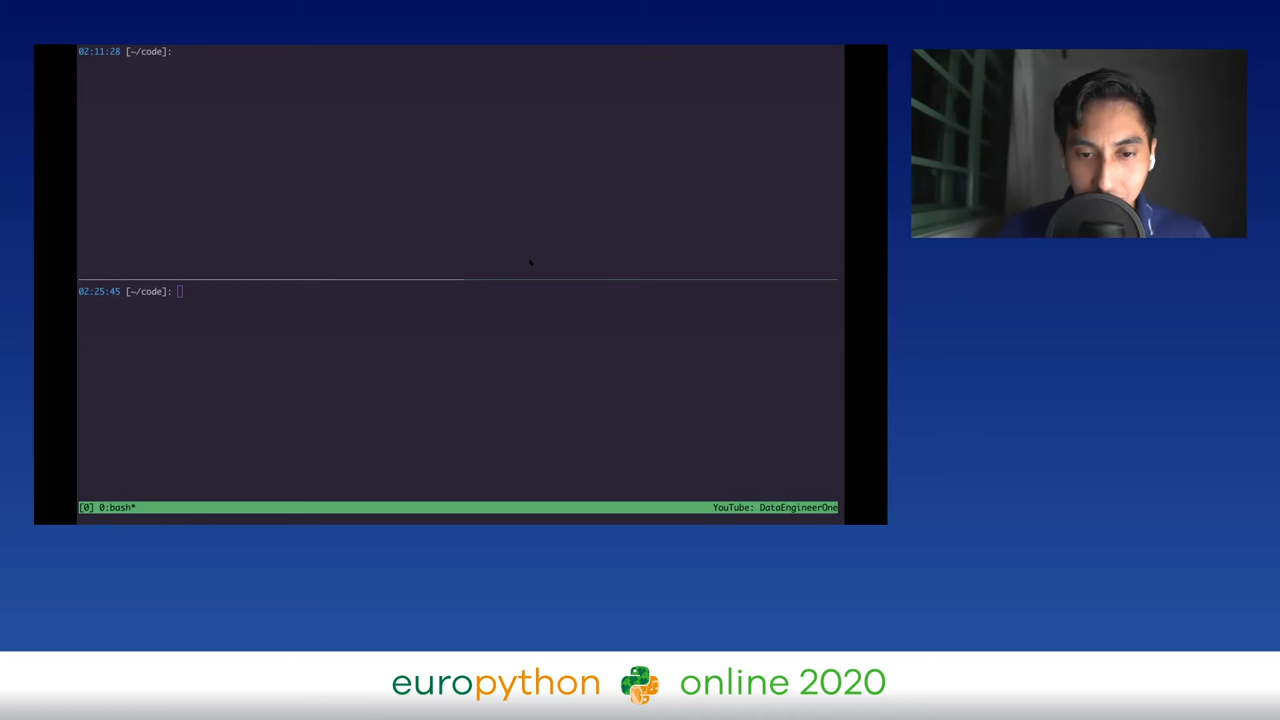 02:11:28 [~/code]:
02:25:45 [~/code]:
[0] 0:bash*
YouTube: DataEngineerOne
europython online 2020